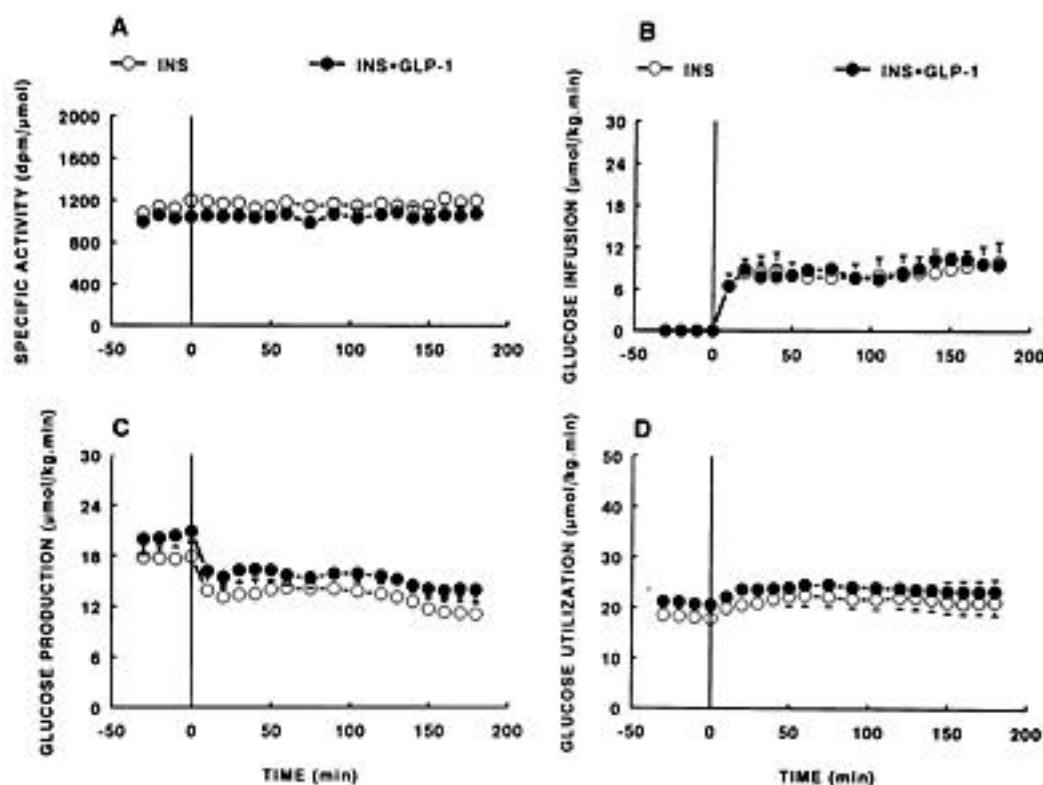 A
INS INS•GLP-1
SPECIFIC ACTIVITY (dpm/µmol)
2000
1600
1200
800
400
0
-50 0 50 100 150 200
B
INS INS•GLP-1
GLUCOSE INFUSION (µmol/kg.min)
30
24
18
12
6
0
-50 0 50 100 150 200
C
GLUCOSE PRODUCTION (µmol/kg.min)
30
24
18
12
6
0
-50 0 50 100 150 200
TIME (min)
D
GLUCOSE UTILIZATION (µmol/kg.min)
50
40
30
20
10
0
-50 0 50 100 150 200
TIME (min)